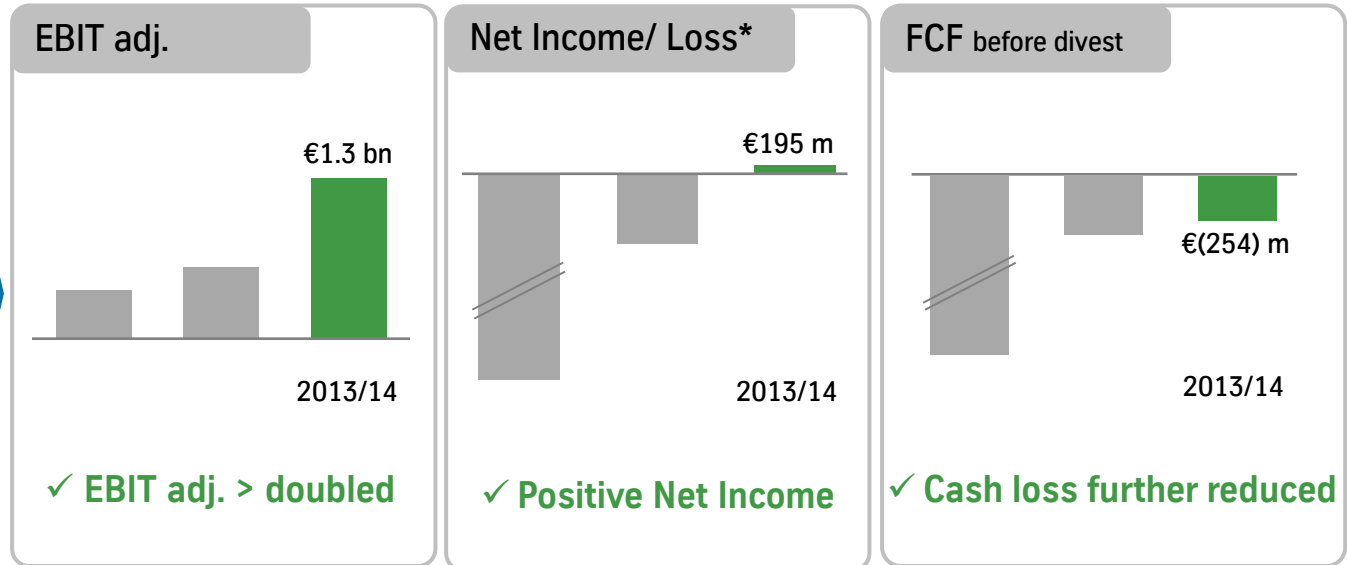 EBIT adj.
€1.3 bn
2013/14
✓ EBIT adj. > doubled
Net Income/ Loss*
€195 m
2013/14
✓ Positive Net Income
FCF before divest
€(254) m
2013/14
✓ Cash loss further reduced